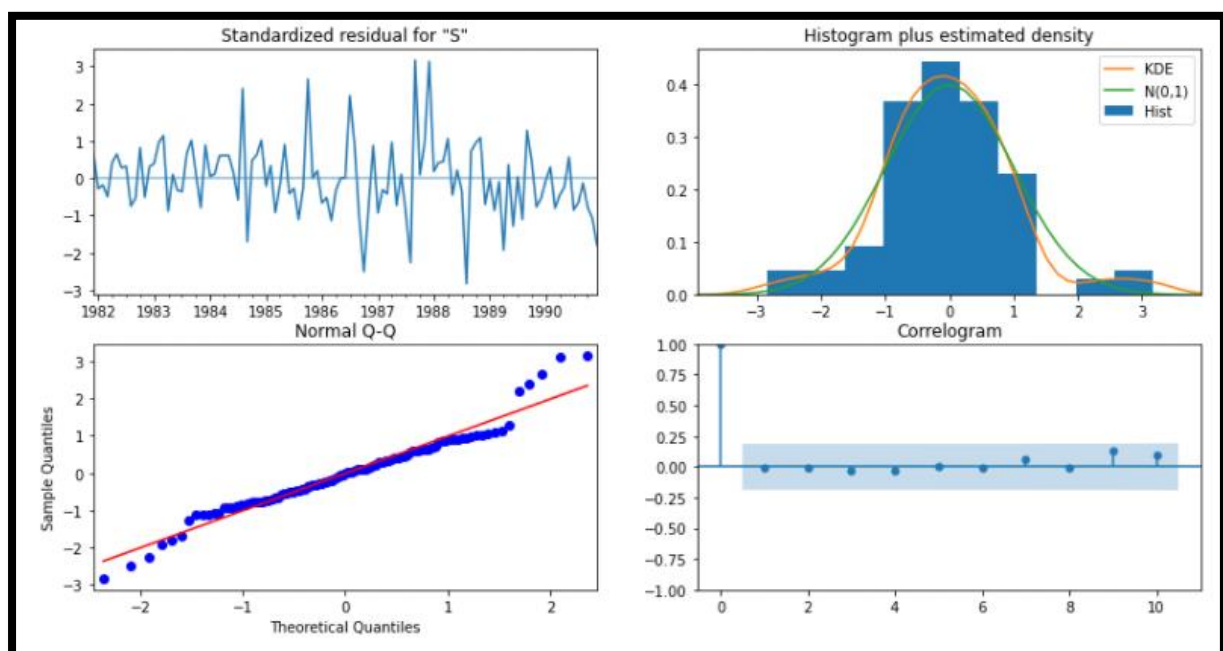 Standardized residual for "S"
3
2
1
0
−1
−2
−3
1982 1983 1984 1985 1986 1987 1988 1989 1990
Histogram plus estimated density
KDE
N(0,1)
Hist
0.4
0.3
0.2
0.1
0.0
−3 −2 −1 0 1 2 3
Normal Q-Q
Sample Quantiles
3
2
1
0
−1
−2
−3
−2 −1 0 1 2
Theoretical Quantiles
Correlogram
1.00
0.75
0.50
0.25
0.00
−0.25
−0.50
−0.75
−1.00
0 2 4 6 8 10